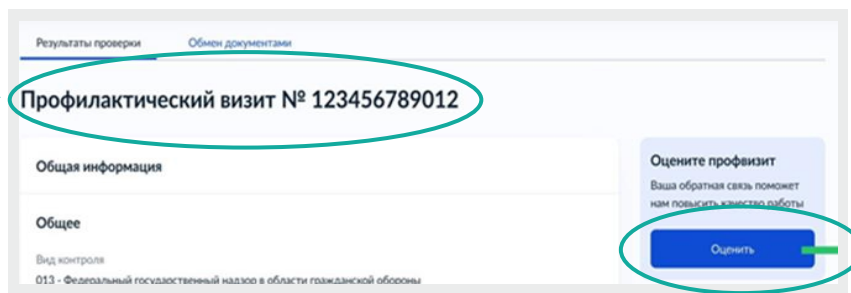 Результаты проверки
Обмен документами
Профилактический визит № 123456789012
Общая информация
Общее
Вид контроля
013 - Федеральный государственный надзор в области гражданской обороны
Оцените профвизит
Ваша обратная связь поможет
нам повысить качество работы
Оценить